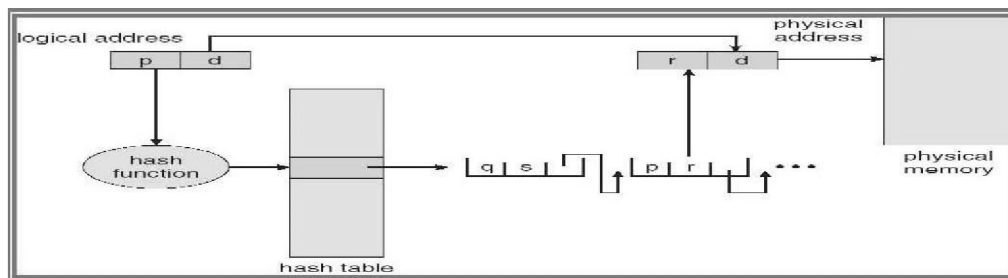 logical address
physical
address
p d
r d
hash
function
q s
p r
physical
memory
hash table